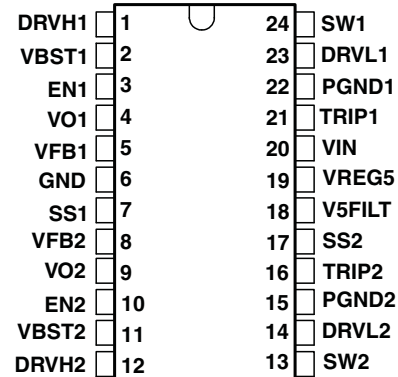 DRVH1 1 24 SW1
VBST1 2 23 DRVL1
EN1 3 22 PGND1
VO1 4 21 TRIP1
VFB1 5 20 VIN
GND 6 19 VREG5
SS1 7 18 V5FILT
VFB2 8 17 SS2
VO2 9 16 TRIP2
EN2 10 15 PGND2
VBST2 11 14 DRVL2
DRVH2 12 13 SW2